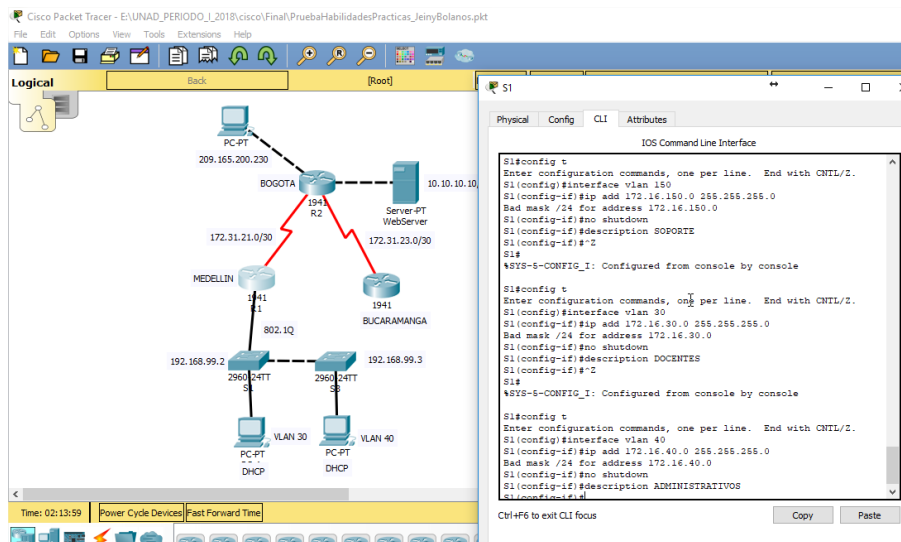 Cisco Packet Tracer - E:\UNAD_PERIODO_I_2018\cisco\Final\PruebaHabilidadesPracticas_JeinyBolanos.pkt
File Edit Options View Tools Extensions Help
Logical
Back
[Root]
PC-PT
209.165.200.230
BOGOTA
1941
R2
10.10.10.10
Server-PT
WebServer
172.31.21.0/30
172.31.23.0/30
MEDELLIN
1941
R1
1941
BUCARAMANGA
802.1Q
192.168.99.2
2960-24TT
S1
192.168.99.3
2960-24TT
S3
PC-PT
VLAN 30
DHCP
PC-PT
VLAN 40
DHCP
Time: 02:13:59
Power Cycle Devices
Fast Forward Time
S1
Physical Config CLI Attributes
IOS Command Line Interface
S1#config t
Enter configuration commands, one per line. End with CNTL/Z.
S1(config)#interface vlan 150
S1(config-if)#ip add 172.16.150.0 255.255.255.0
Bad mask /24 for address 172.16.150.0
S1(config-if)#no shutdown
S1(config-if)#description SOPORTE
S1(config-if)#^Z
S1#
%SYS-5-CONFIG_I: Configured from console by console
S1#config t
Enter configuration commands, one per line. End with CNTL/Z.
S1(config)#interface vlan 30
S1(config-if)#ip add 172.16.30.0 255.255.255.0
Bad mask /24 for address 172.16.30.0
S1(config-if)#no shutdown
S1(config-if)#description DOCENTES
S1(config-if)#^Z
S1#
%SYS-5-CONFIG_I: Configured from console by console
S1#config t
Enter configuration commands, one per line. End with CNTL/Z.
S1(config)#interface vlan 40
S1(config-if)#ip add 172.16.40.0 255.255.255.0
Bad mask /24 for address 172.16.40.0
S1(config-if)#no shutdown
S1(config-if)#description ADMINISTRATIVOS
S1(config-if)#
Ctrl+F6 to exit CLI focus
Copy
Paste